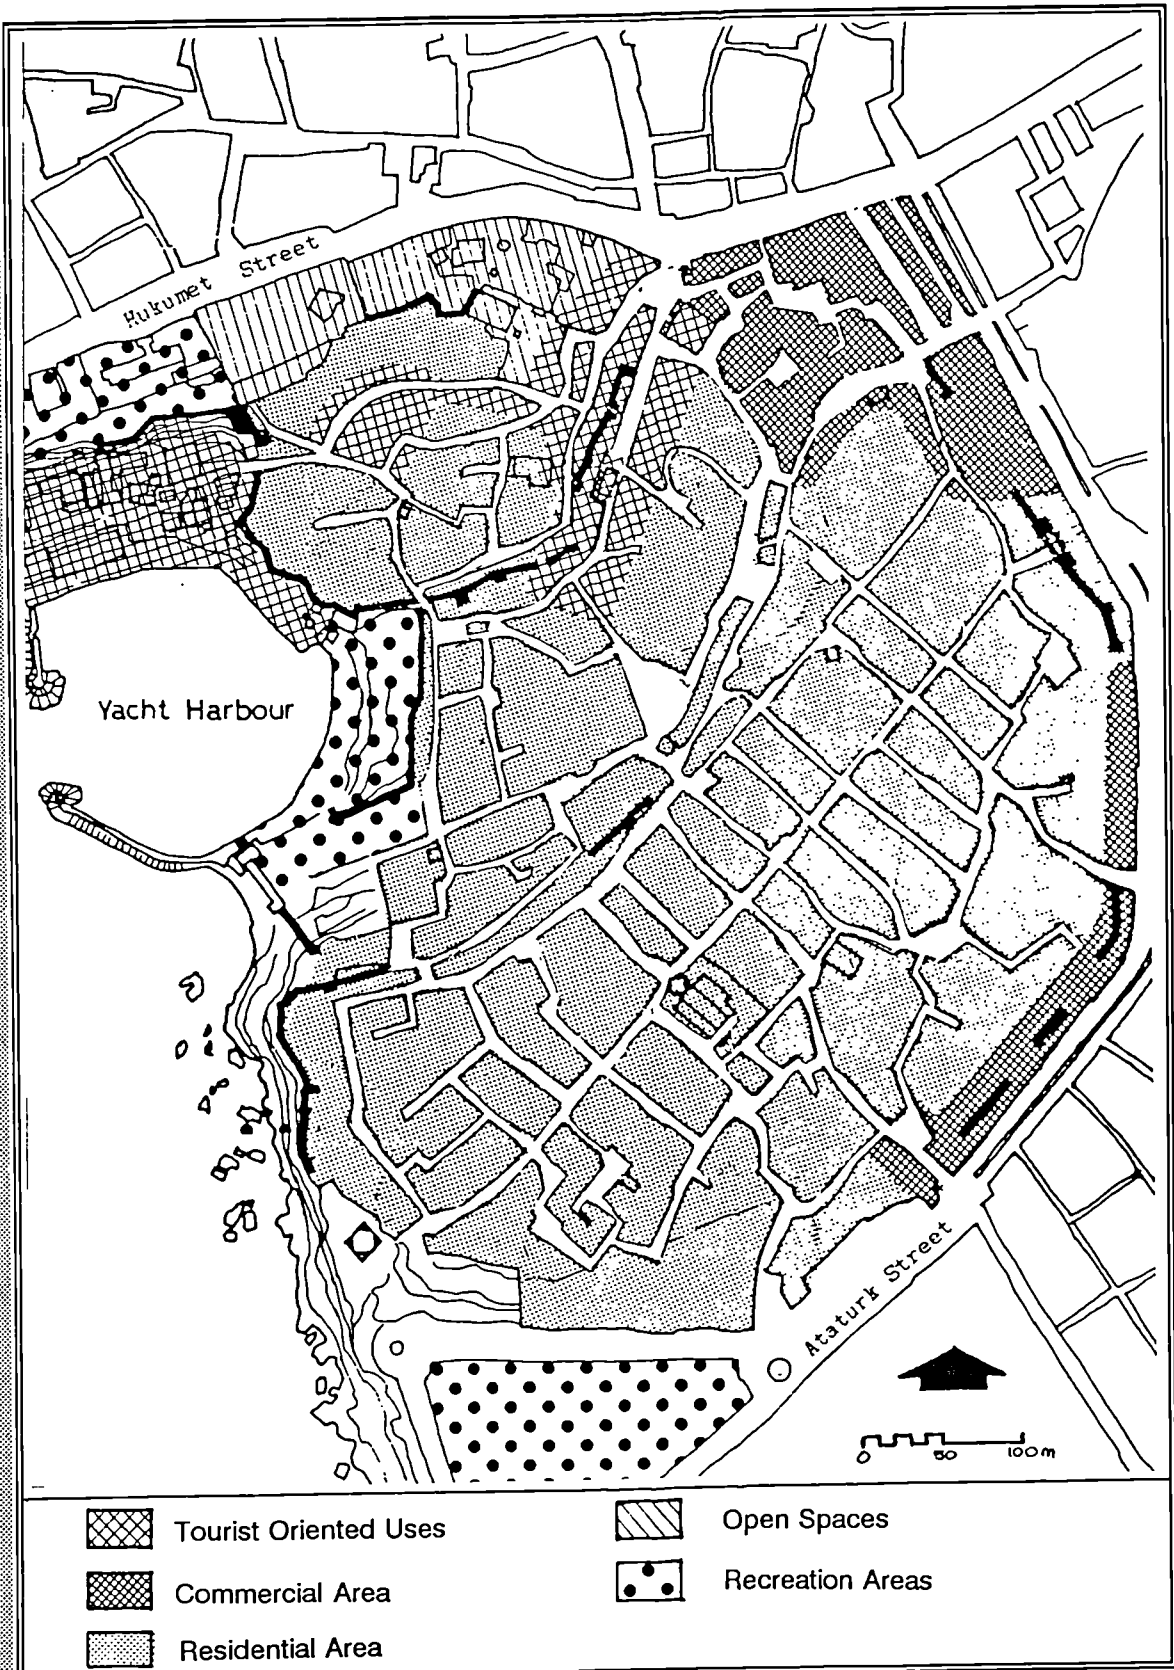 Hukumet Street
Yacht Harbour
Ataturk Street
0 50 100m
Tourist Oriented Uses
Commercial Area
Residential Area
Open Spaces
Recreation Areas